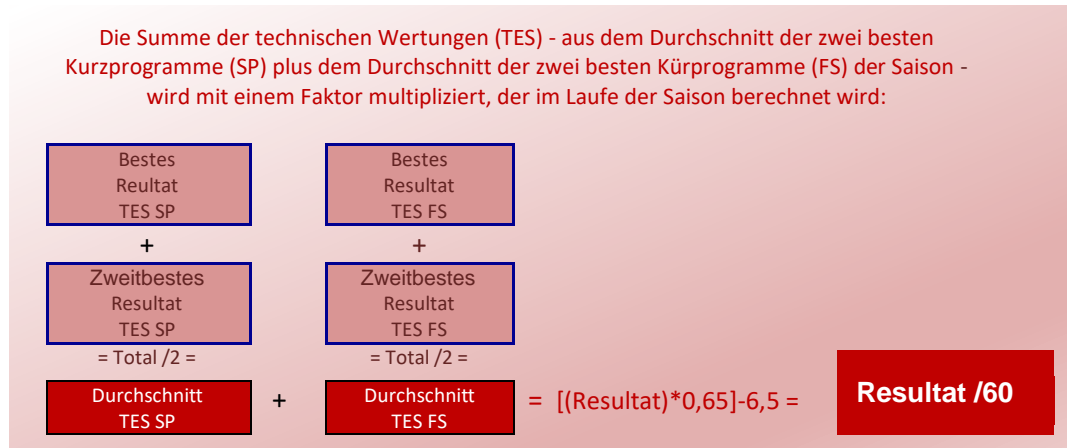 Die Summe der technischen Wertungen (TES) - aus dem Durchschnitt der zwei besten
Kurzprogramme (SP) plus dem Durchschnitt der zwei besten Kürprogramme (FS) der Saison -
wird mit einem Faktor multipliziert, der im Laufe der Saison berechnet wird:
Bestes
Reultat
TES SP
+
Zweitbestes
Resultat
TES SP
= Total /2 =
Durchschnitt
TES SP
+
Bestes
Resultat
TES FS
+
Zweitbestes
Resultat
TES FS
= Total /2 =
Durchschnitt
TES FS
= [(Resultat)*0,65]-6,5 =
Resultat /60